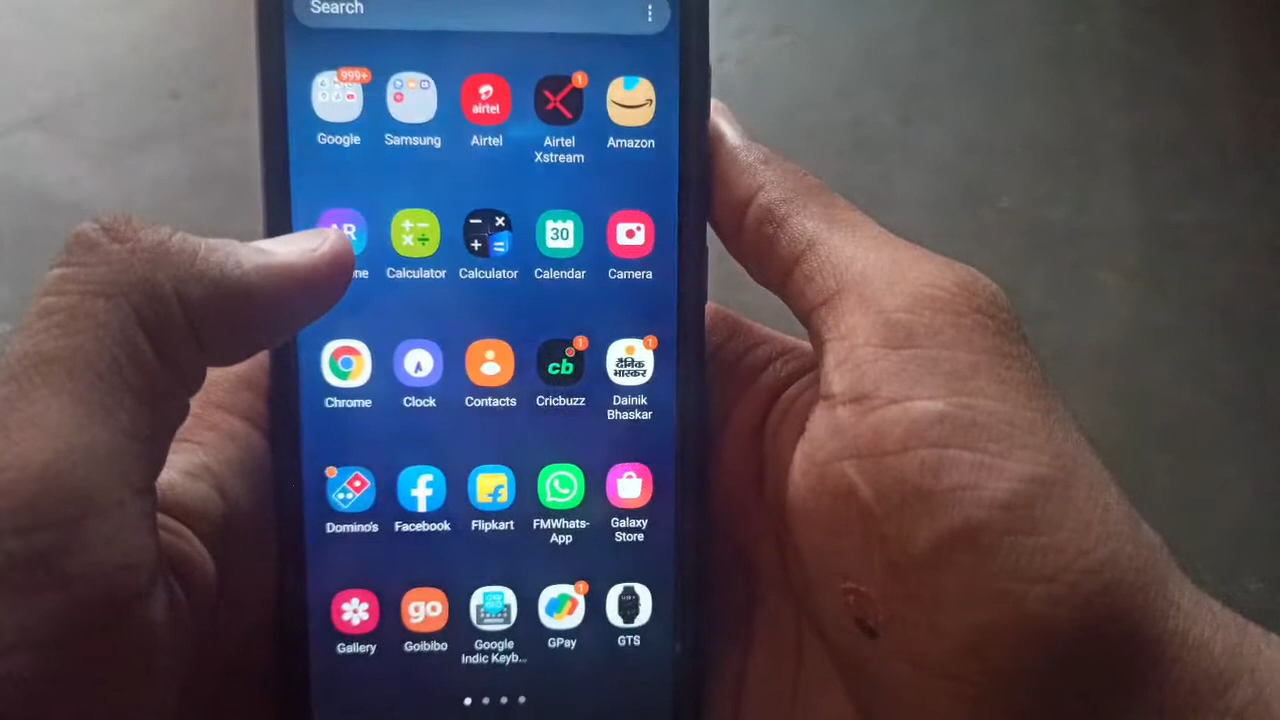 Search
999+
1
airtel
Google
Samsung
Airtel
Airtel
Xstream
Amazon
30
Calculator
Calculator
Calendar
Camera
1
1
cb
दैनिक
भास्कर
Chrome
Clock
Contacts
Cricbuzz
Dainik
Bhaskar
Domino's
Facebook
Flipkart
FMWhats-
App
Galaxy
Store
go
1
Gallery
Goibibo
Google
Indic Keyb...
GPay
GTS